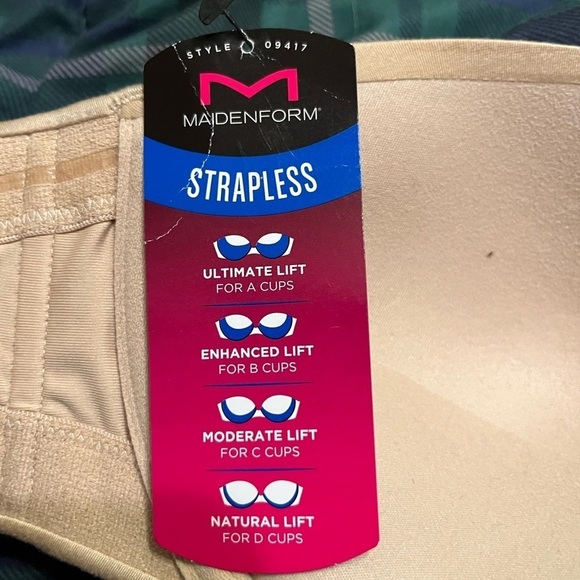 STYLE 09417
M
MAIDENFORM®
STRAPLESS
ULTIMATE LIFT
FOR A CUPS
ENHANCED LIFT
FOR B CUPS
MODERATE LIFT
FOR C CUPS
NATURAL LIFT
FOR D CUPS